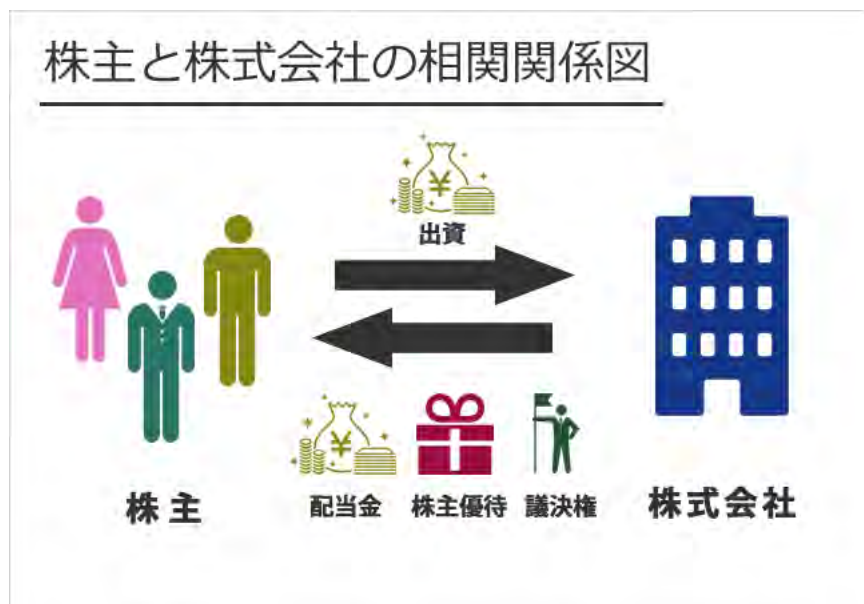 株主と株式会社の相関関係図
¥
出資
¥
配当金
株主優待
議決権
株主
株式会社